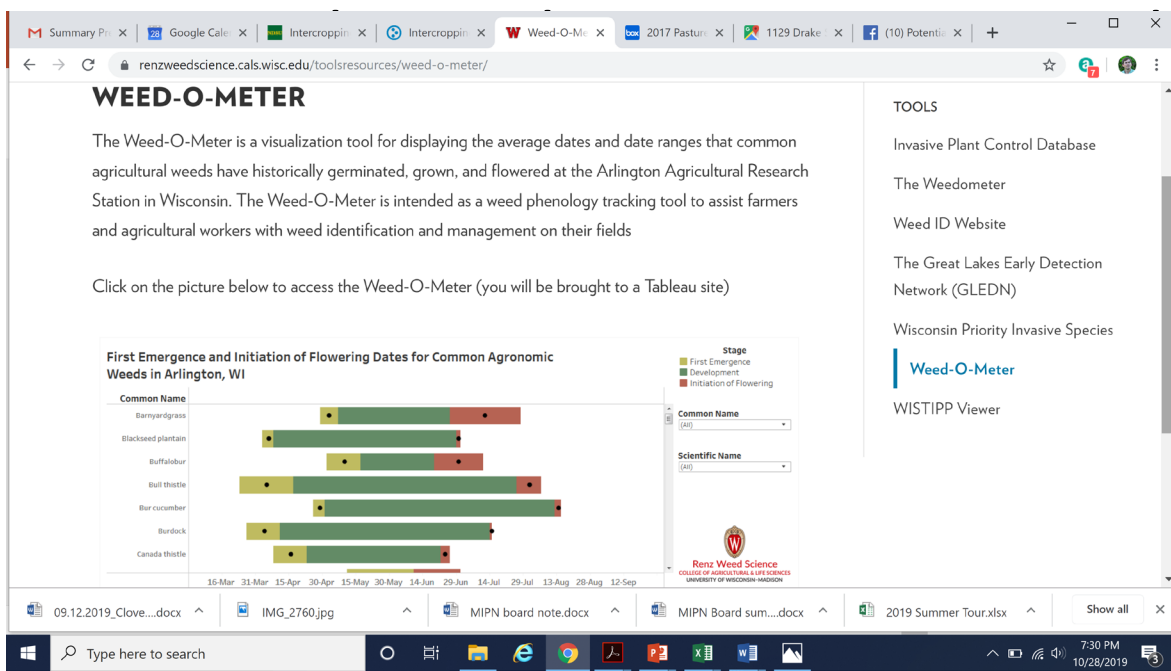 Summary Pr
28
Google Cale
Intercroppin
Intercroppin
W
Weed-O-Me
box
2017 Pasture
1129 Drake
(10) Potentia
renzweedscience.cals.wisc.edu/toolsresources/weed-o-meter/
7
WEED-O-METER
The Weed-O-Meter is a visualization tool for displaying the average dates and date ranges that common
agricultural weeds have historically germinated, grown, and flowered at the Arlington Agricultural Research
Station in Wisconsin. The Weed-O-Meter is intended as a weed phenology tracking tool to assist farmers
and agricultural workers with weed identification and management on their fields
Click on the picture below to access the Weed-O-Meter (you will be brought to a Tableau site)
First Emergence and Initiation of Flowering Dates for Common Agronomic
Weeds in Arlington, WI
Common Name
Barnyardgrass
Blackseed plantain
Buffalobur
Bull thistle
Bur cucumber
Burdock
Canada thistle
16-Mar 31-Mar 15-Apr 30-Apr 15-May 30-May 14-Jun 29-Jun 14-Jul 29-Jul 13-Aug 28-Aug 12-Sep
Stage
First Emergence
Development
Initiation of Flowering
Common Name
(All)
Scientific Name
(All)
W
Renz Weed Science
COLLEGE OF AGRICULTURAL & LIFE SCIENCES
UNIVERSITY OF WISCONSIN-MADISON
TOOLS
Invasive Plant Control Database
The Weedometer
Weed ID Website
The Great Lakes Early Detection
Network (GLEDN)
Wisconsin Priority Invasive Species
Weed-O-Meter
WISTIPP Viewer
09.12.2019_Clove....docx
IMG_2760.jpg
MIPN board note.docx
MIPN Board sum....docx
2019 Summer Tour.xlsx
Show all
Type here to search
7:30 PM
10/28/2019
3